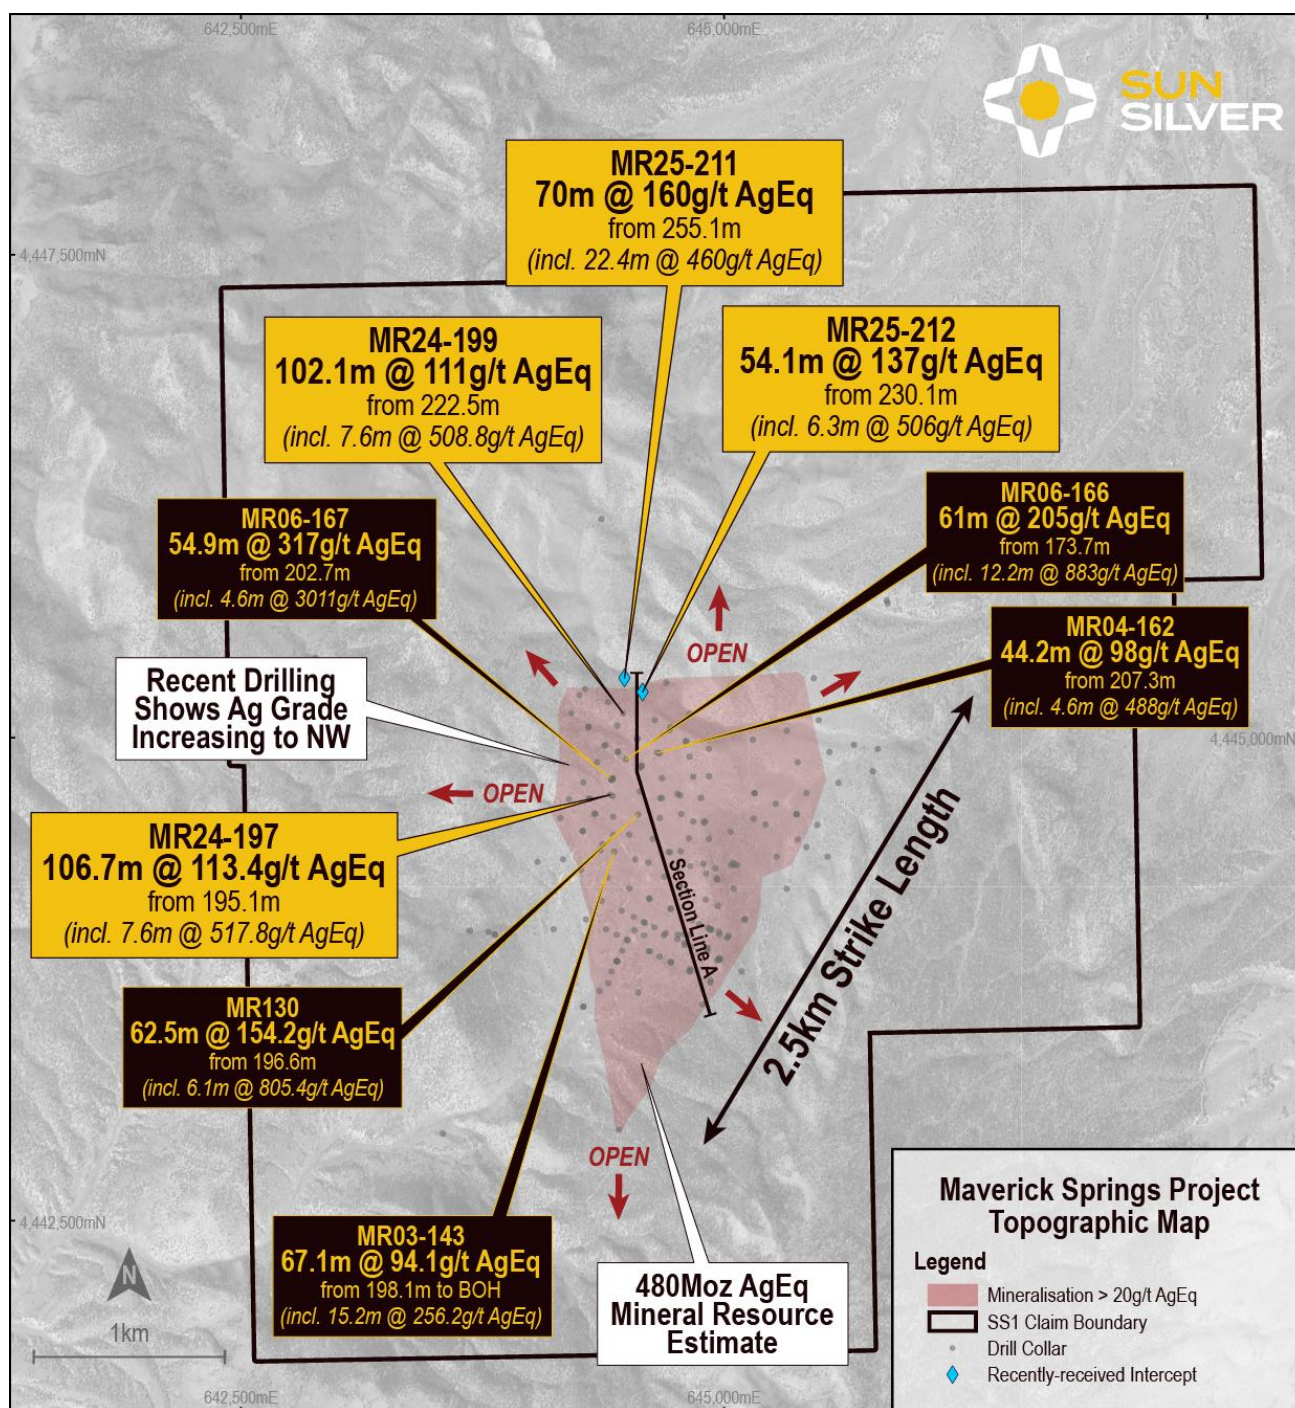 642,500mE
645,000mE
SUN
SILVER
MR25-211
70m @ 160g/t AgEq
from 255.1m
(incl. 22.4m @ 460g/t AgEq)
4,447,500mN
MR24-199
102.1m @ 111g/t AgEq
from 222.5m
(incl. 7.6m @ 508.8g/t AgEq)
MR25-212
54.1m @ 137g/t AgEq
from 230.1m
(incl. 6.3m @ 506g/t AgEq)
MR06-167
54.9m @ 317g/t AgEq
from 202.7m
(incl. 4.6m @ 3011g/t AgEq)
MR06-166
61m @ 205g/t AgEq
from 173.7m
(incl. 12.2m @ 883g/t AgEq)
MR04-162
44.2m @ 98g/t AgEq
from 207.3m
(incl. 4.6m @ 488g/t AgEq)
OPEN
Recent Drilling
Shows Ag Grade
Increasing to NW
4,445,000mN
OPEN
MR24-197
106.7m @ 113.4g/t AgEq
from 195.1m
(incl. 7.6m @ 517.8g/t AgEq)
Section Line A
2.5km Strike Length
MR130
62.5m @ 154.2g/t AgEq
from 196.6m
(incl. 6.1m @ 805.4g/t AgEq)
OPEN
4,442,500mN
MR03-143
67.1m @ 94.1g/t AgEq
from 198.1m to BOH
(incl. 15.2m @ 256.2g/t AgEq)
480Moz AgEq
Mineral Resource
Estimate
N
1km
Maverick Springs Project
Topographic Map
Legend
Mineralisation > 20g/t AgEq
SS1 Claim Boundary
Drill Collar
Recently-received Intercept
642,500mE
645,000mE